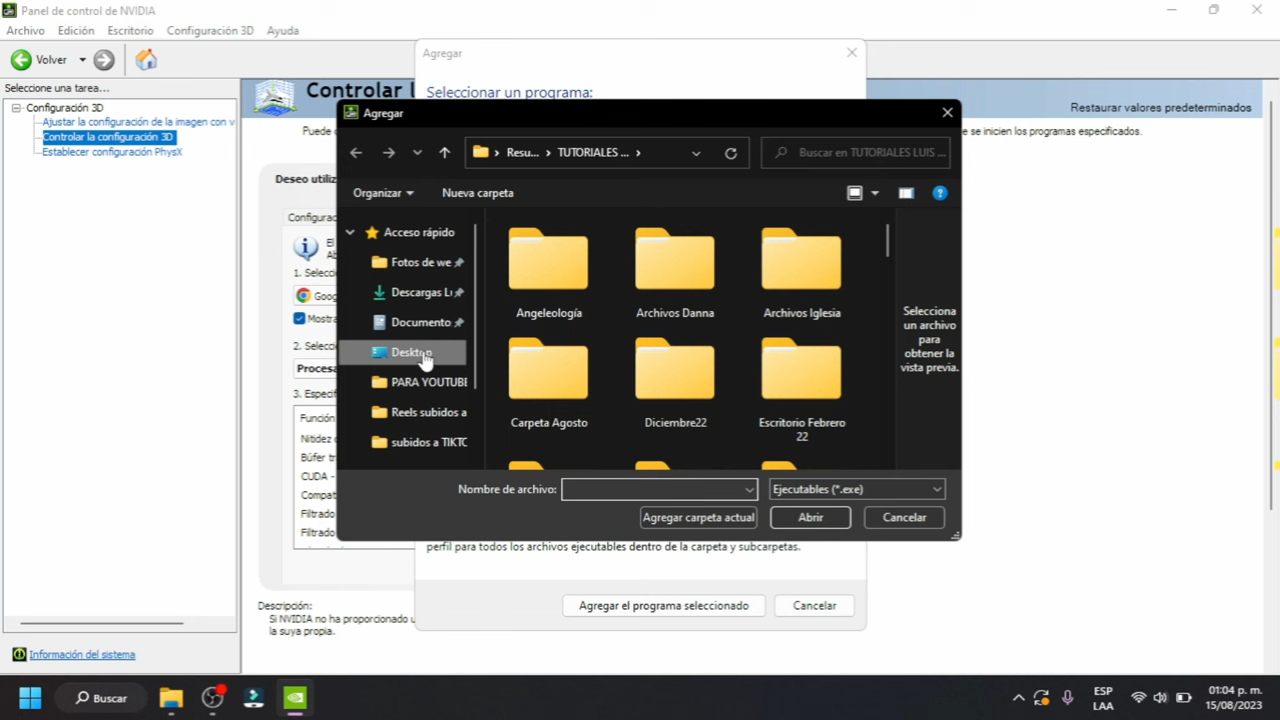 Panel de control de NVIDIA
Archivo Edición Escritorio Configuración 3D Ayuda
Volver
Seleccione una tarea...
Configuración 3D
Ajustar la configuración de la imagen con v
Controlar la configuración 3D
Establecer configuración PhysX
Información del sistema
Controlar l
Restaurar valores predeterminados
Puede
e se inicien los programas especificados.
Deseo utiliz
Configurac
El
1. Selecci
Goog
Mostra
2. Selecci
Procesa
3. Especif
Función
Nitidez
Búfer tr
CUDA -
Compat
Filtrado
Filtrado
Descripción:
Si NVIDIA no ha proporcionado u
la suya propia.
Agregar
Seleccionar un programa:
perfil para todos los archivos ejecutables dentro de la carpeta y subcarpetas.
Agregar el programa seleccionado Cancelar
Agregar
Resu... TUTORIALES ...
Buscar en TUTORIALES LUIS ...
Organizar Nueva carpeta
Acceso rápido
Fotos de we
Descargas Lu
Documento
Desktop
PARA YOUTUBE
Reels subidos a
subidos a TIKTO
Angeleología Archivos Danna Archivos Iglesia
Carpeta Agosto Diciembre22 Escritorio Febrero
22
Selecciona
un archivo
para
obtener la
vista previa.
Nombre de archivo: Ejecutables (*.exe)
Agregar carpeta actual Abrir Cancelar
Buscar
ESP
LAA
01:04 p. m.
15/08/2023